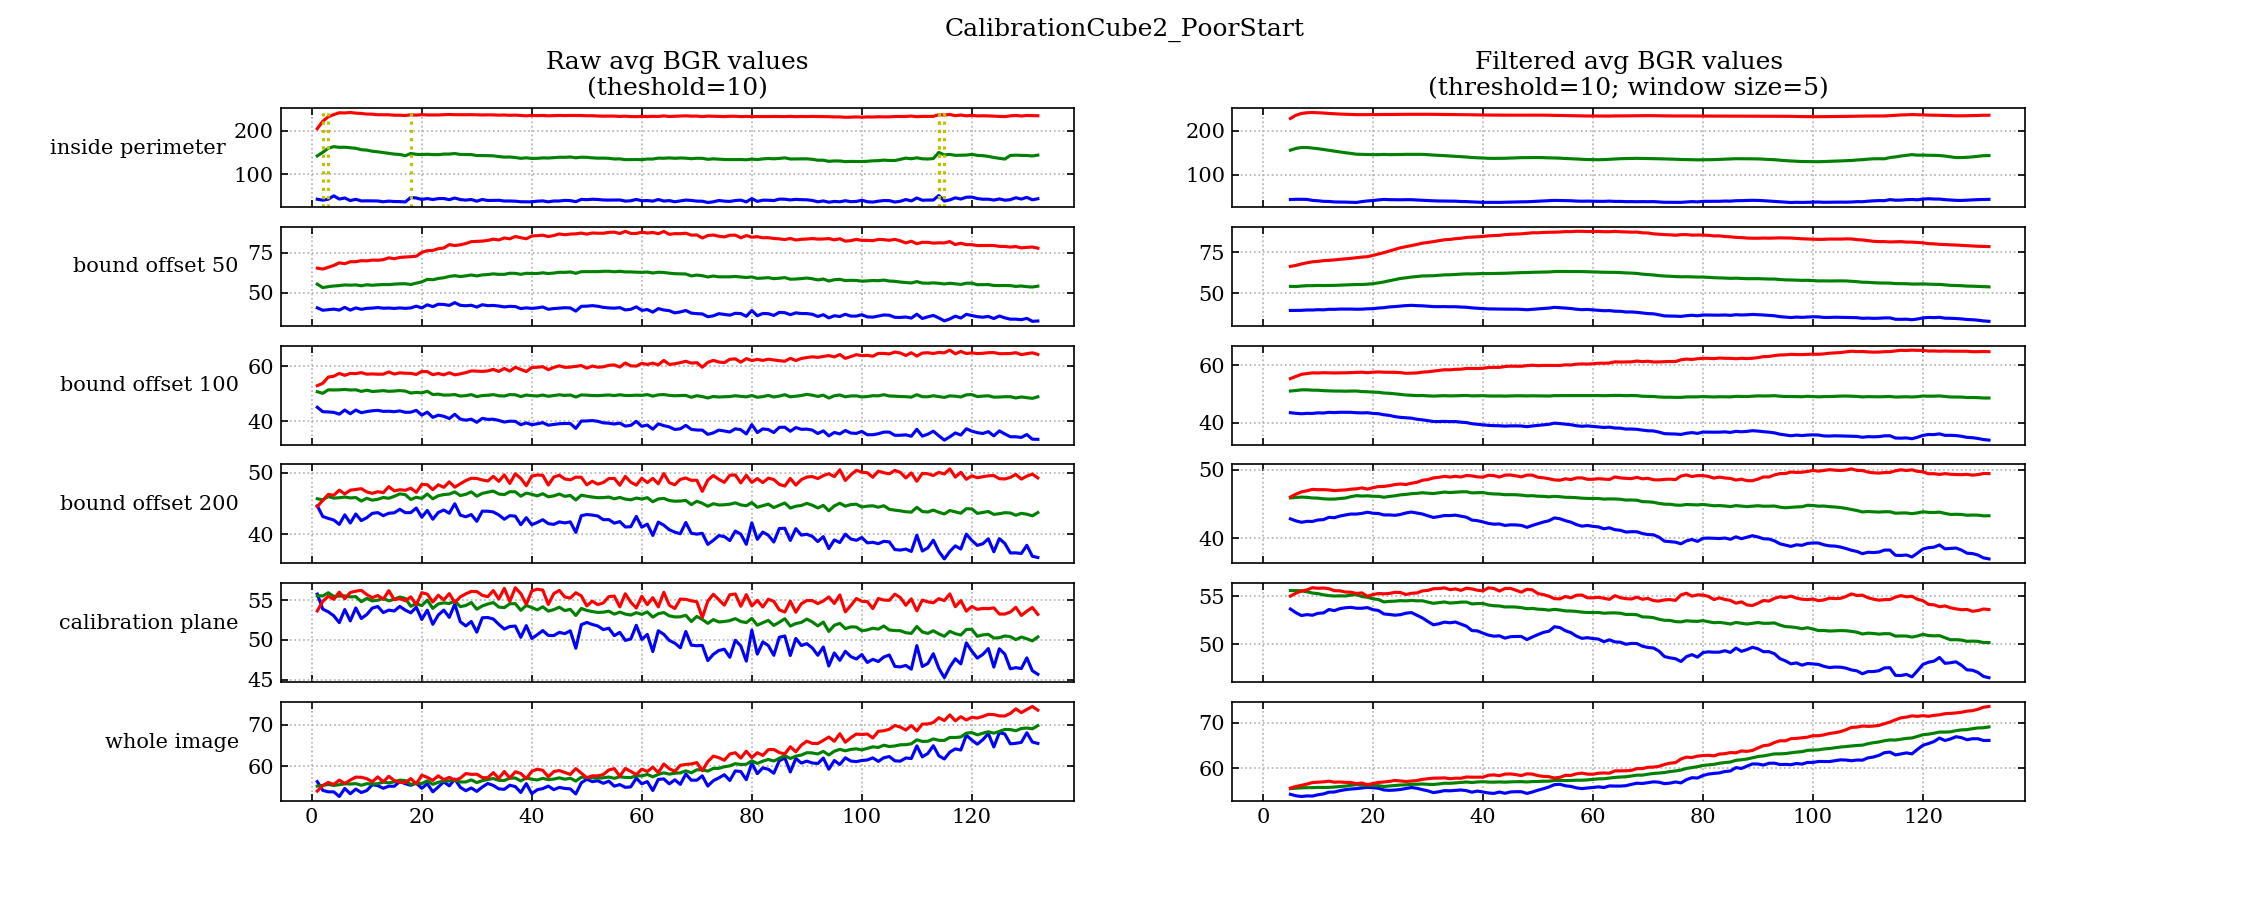 CalibrationCube2_PoorStart
Raw avg BGR values
(theshold=10)
Filtered avg BGR values
(threshold=10; window size=5)
inside perimeter
200
100
200
100
bound offset 50
75
50
75
50
bound offset 100
60
40
60
40
bound offset 200
50
40
50
40
calibration plane
55
50
45
55
50
whole image
70
60
70
60
0 20 40 60 80 100 120
0 20 40 60 80 100 120